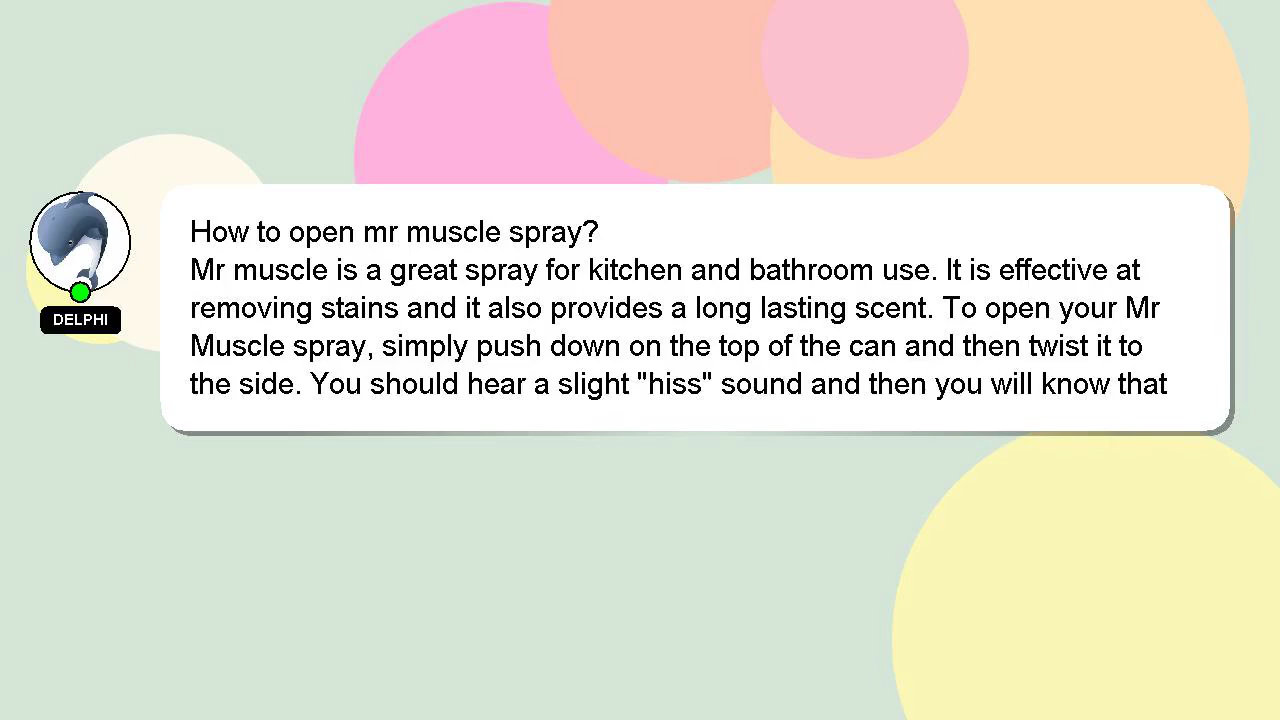 How to open mr muscle spray?
Mr muscle is a great spray for kitchen and bathroom use. It is effective at
removing stains and it also provides a long lasting scent. To open your Mr
Muscle spray, simply push down on the top of the can and then twist it to
the side. You should hear a slight "hiss" sound and then you will know that
DELPHI